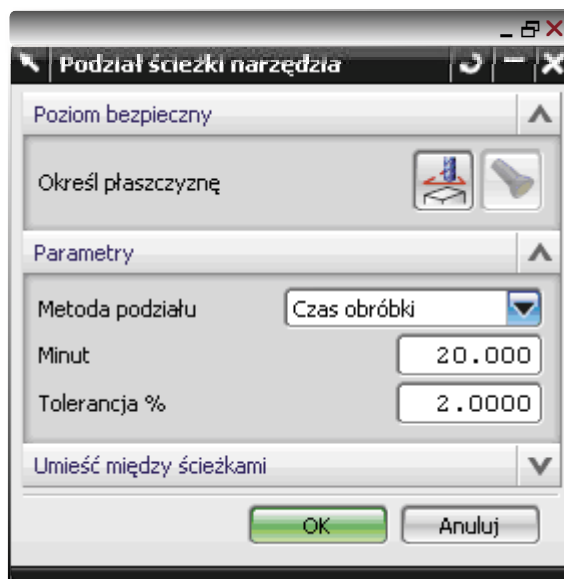 Podział ścieżki narzędzia
Poziom bezpieczny
Określ płaszczyznę
Parametry
Metoda podziału Czas obróbki
Minut 20.000
Tolerancja % 2.0000
Umieść między ścieżkami
OK Anuluj